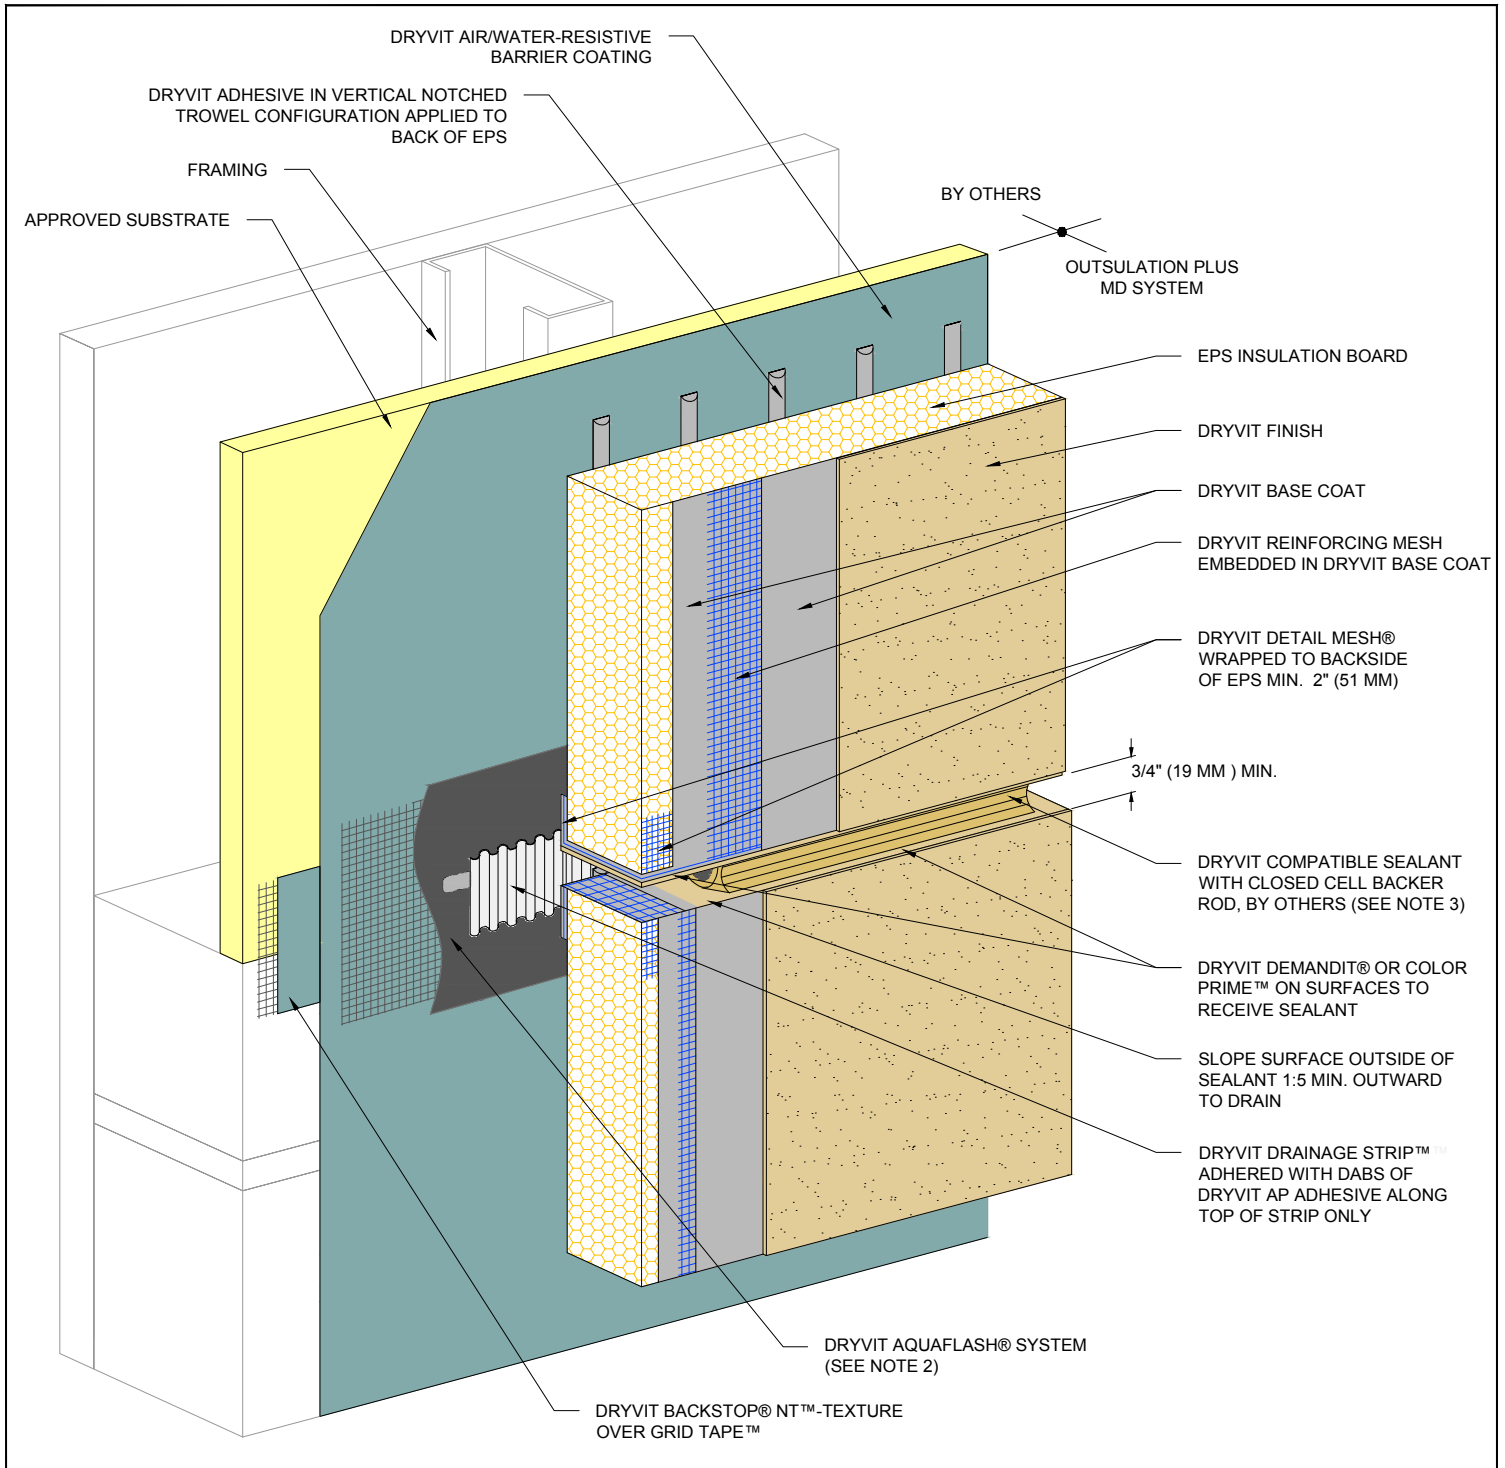 DRYVIT AIR/WATER-RESISTIVE
BARRIER COATING
DRYVIT ADHESIVE IN VERTICAL NOTCHED
TROWEL CONFIGURATION APPLIED TO
BACK OF EPS
FRAMING
APPROVED SUBSTRATE
BY OTHERS
OUTSULATION PLUS
MD SYSTEM
EPS INSULATION BOARD
DRYVIT FINISH
DRYVIT BASE COAT
DRYVIT REINFORCING MESH
EMBEDDED IN DRYVIT BASE COAT
DRYVIT DETAIL MESH®
WRAPPED TO BACKSIDE
OF EPS MIN. 2" (51 MM)
3/4" (19 MM ) MIN.
DRYVIT COMPATIBLE SEALANT
WITH CLOSED CELL BACKER
ROD, BY OTHERS (SEE NOTE 3)
DRYVIT DEMANDIT® OR COLOR
PRIME™ ON SURFACES TO
RECEIVE SEALANT
SLOPE SURFACE OUTSIDE OF
SEALANT 1:5 MIN. OUTWARD
TO DRAIN
DRYVIT DRAINAGE STRIP™
ADHERED WITH DABS OF
DRYVIT AP ADHESIVE ALONG
TOP OF STRIP ONLY
DRYVIT AQUAFLASH® SYSTEM
(SEE NOTE 2)
DRYVIT BACKSTOP® NT™-TEXTURE
OVER GRID TAPE™